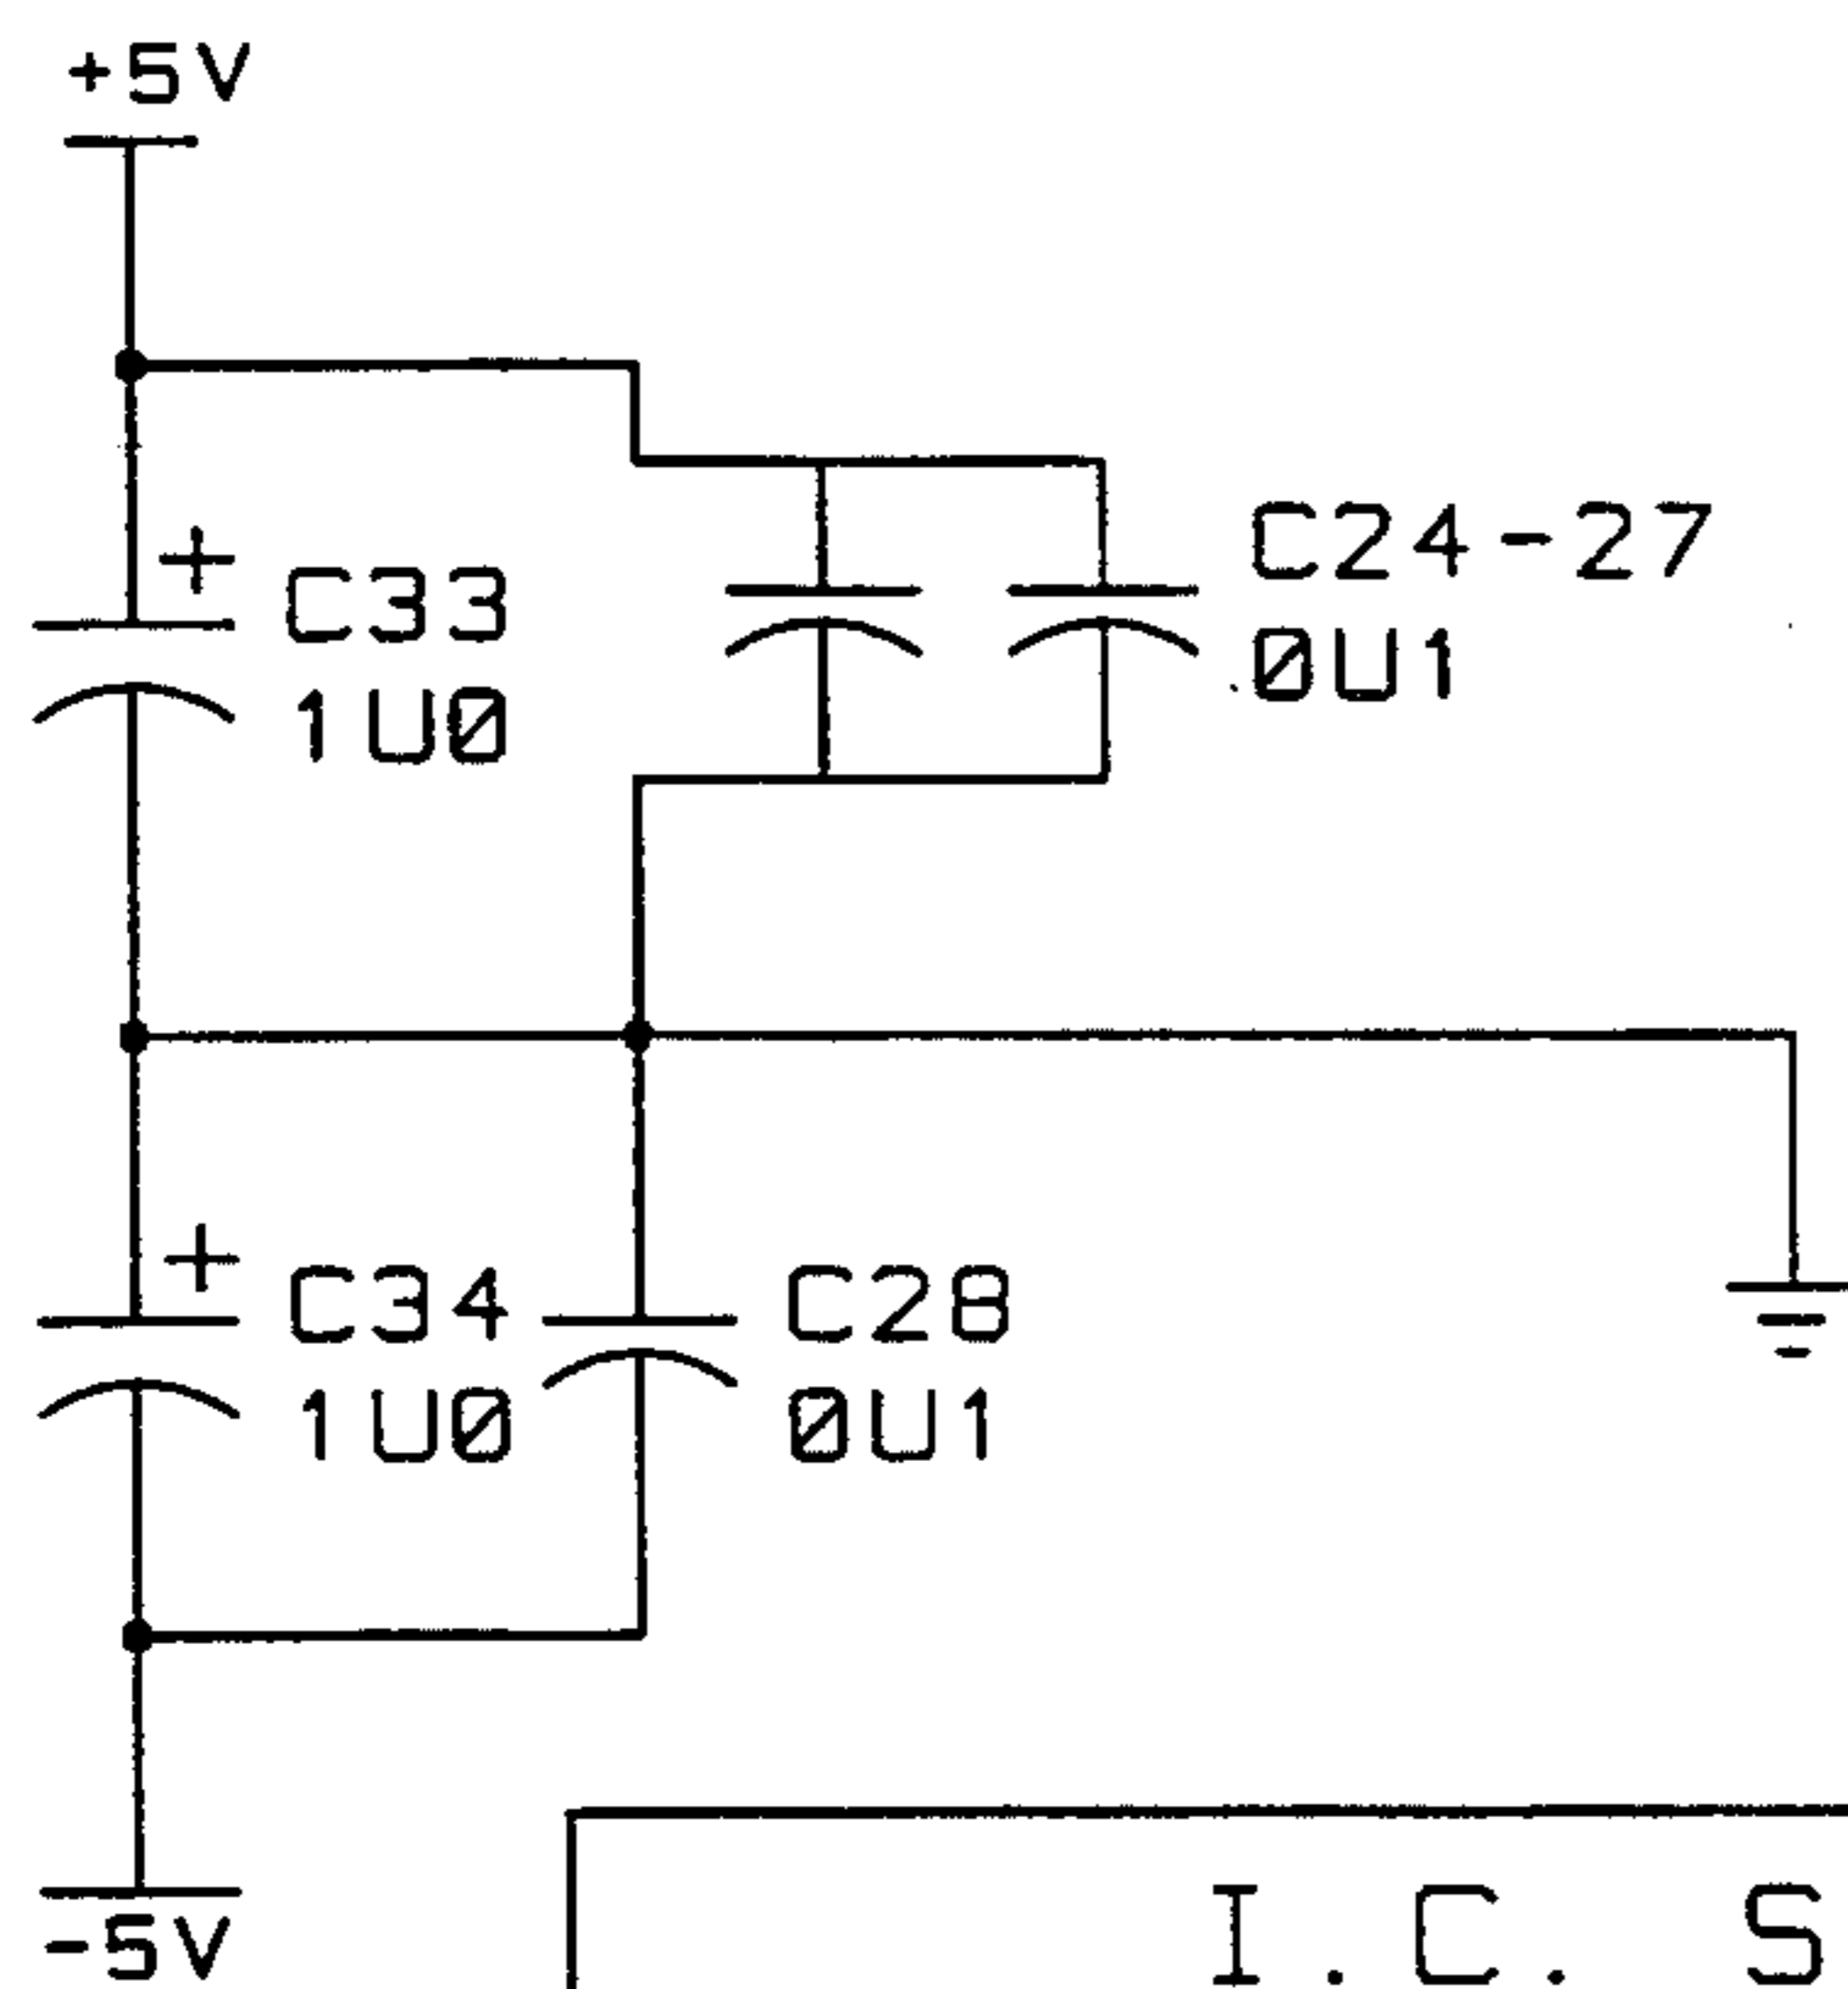 +5V
+
C33
1U0
C24-27
0U1
+
C34
1U0
C28
0U1
-5V
I.C. S